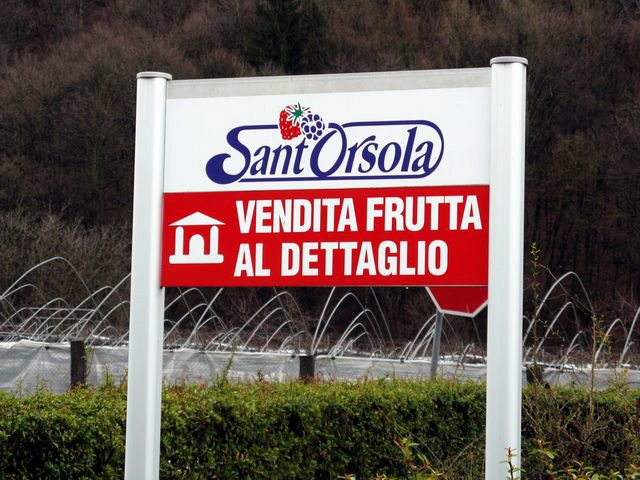 Sant'Orsola
VENDITA FRUTTA
AL DETTAGLIO